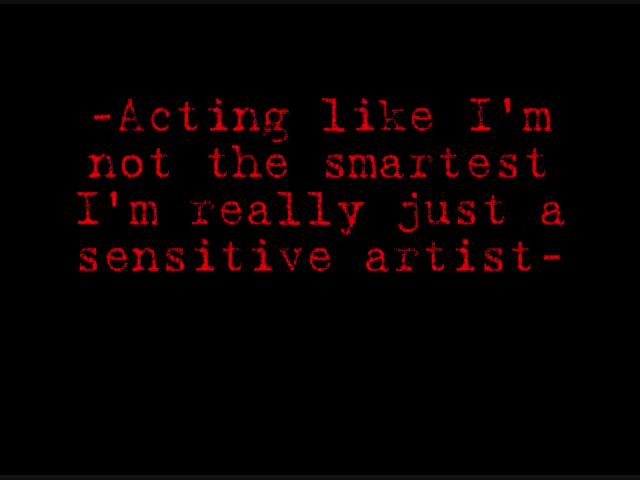 -Acting like I'm
not the smartest
I'm really just a
sensitive artist-